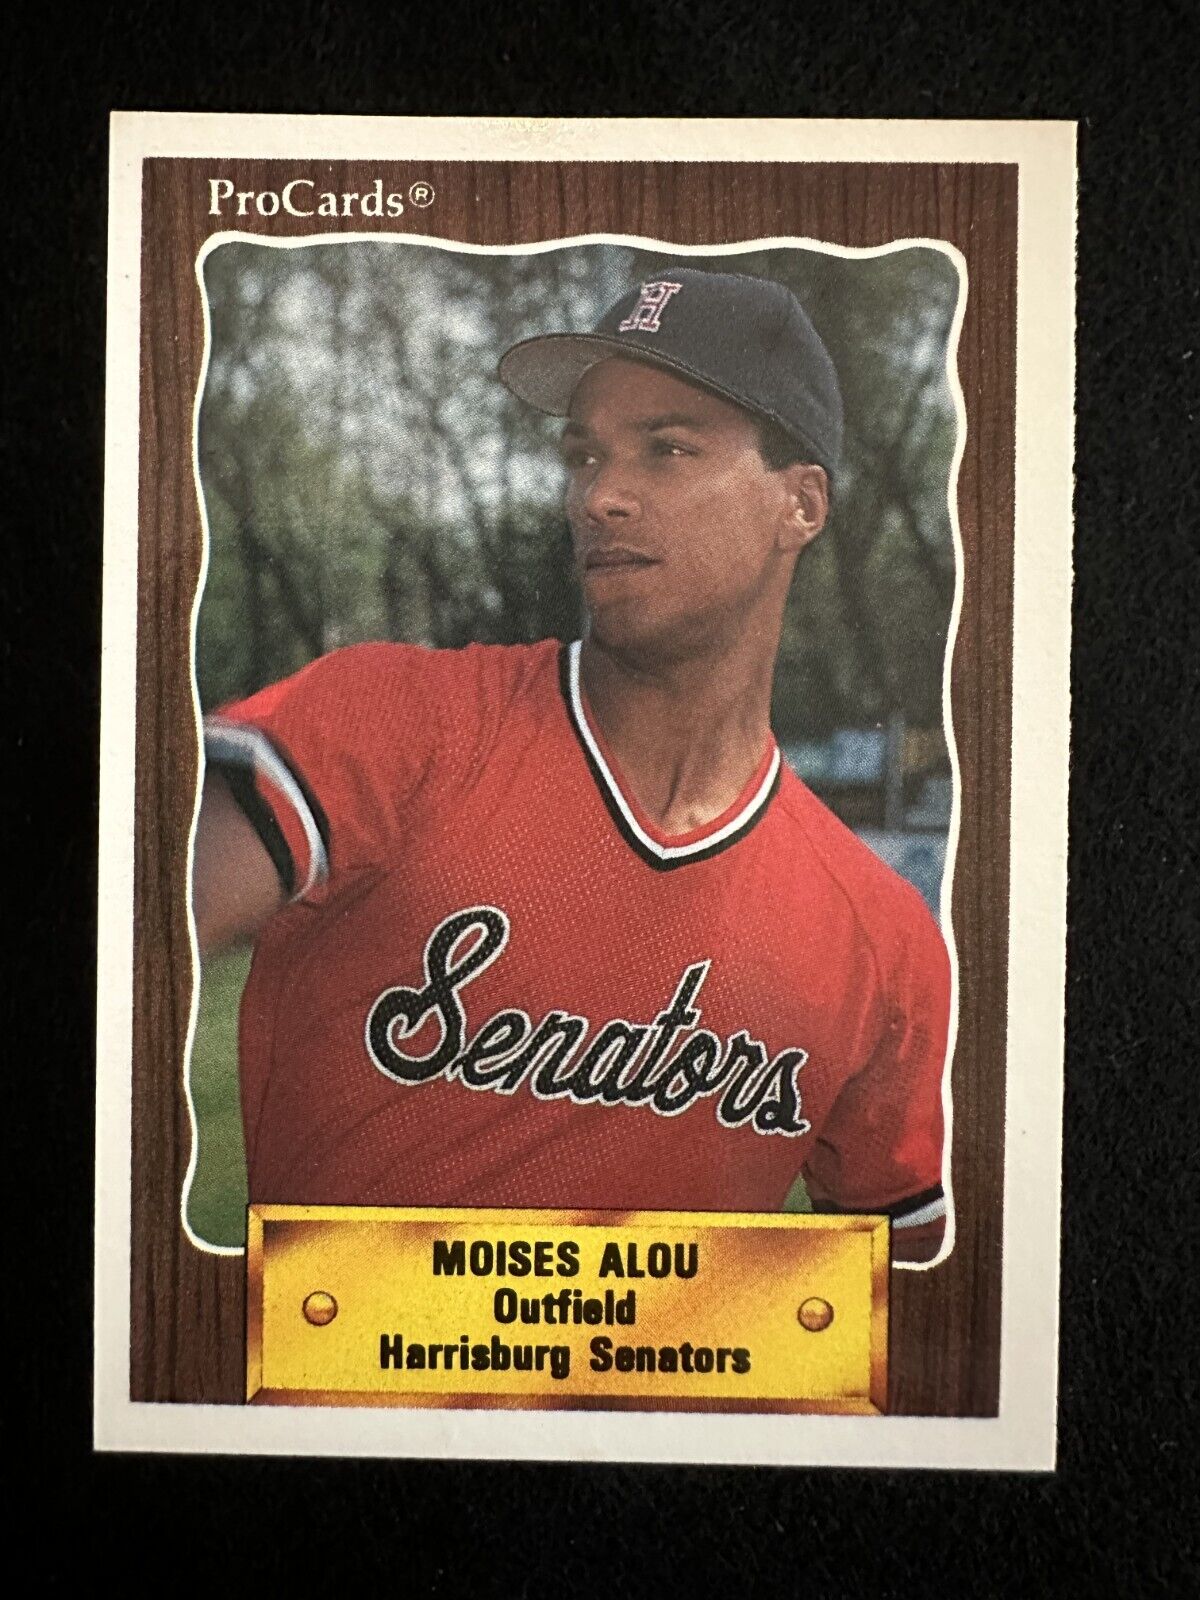 ProCards®
H
Senators
MOISES ALOU
Outfield
Harrisburg Senators